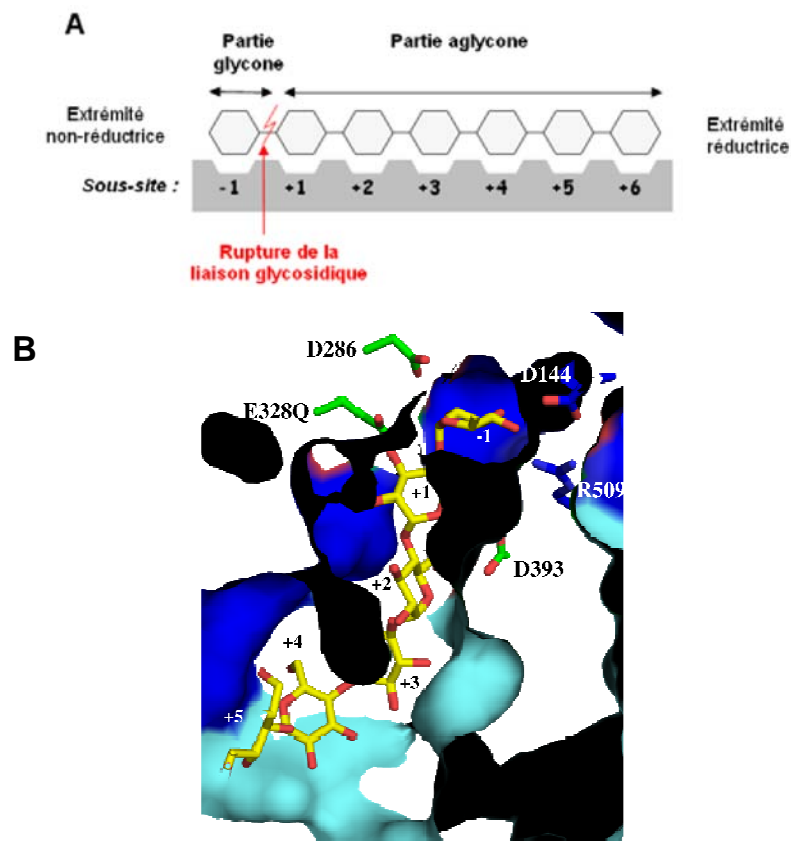 A
Partie
glycone
Partie aglycone
Extrémité
non-réductrice
Extrémité
réductrice
Sous-site :
-1
+1
+2
+3
+4
+5
+6
Rupture de la
liaison glycosidique
B
D286
D144
E328Q
-1
+1
R509
D393
+2
+4
+3
+5